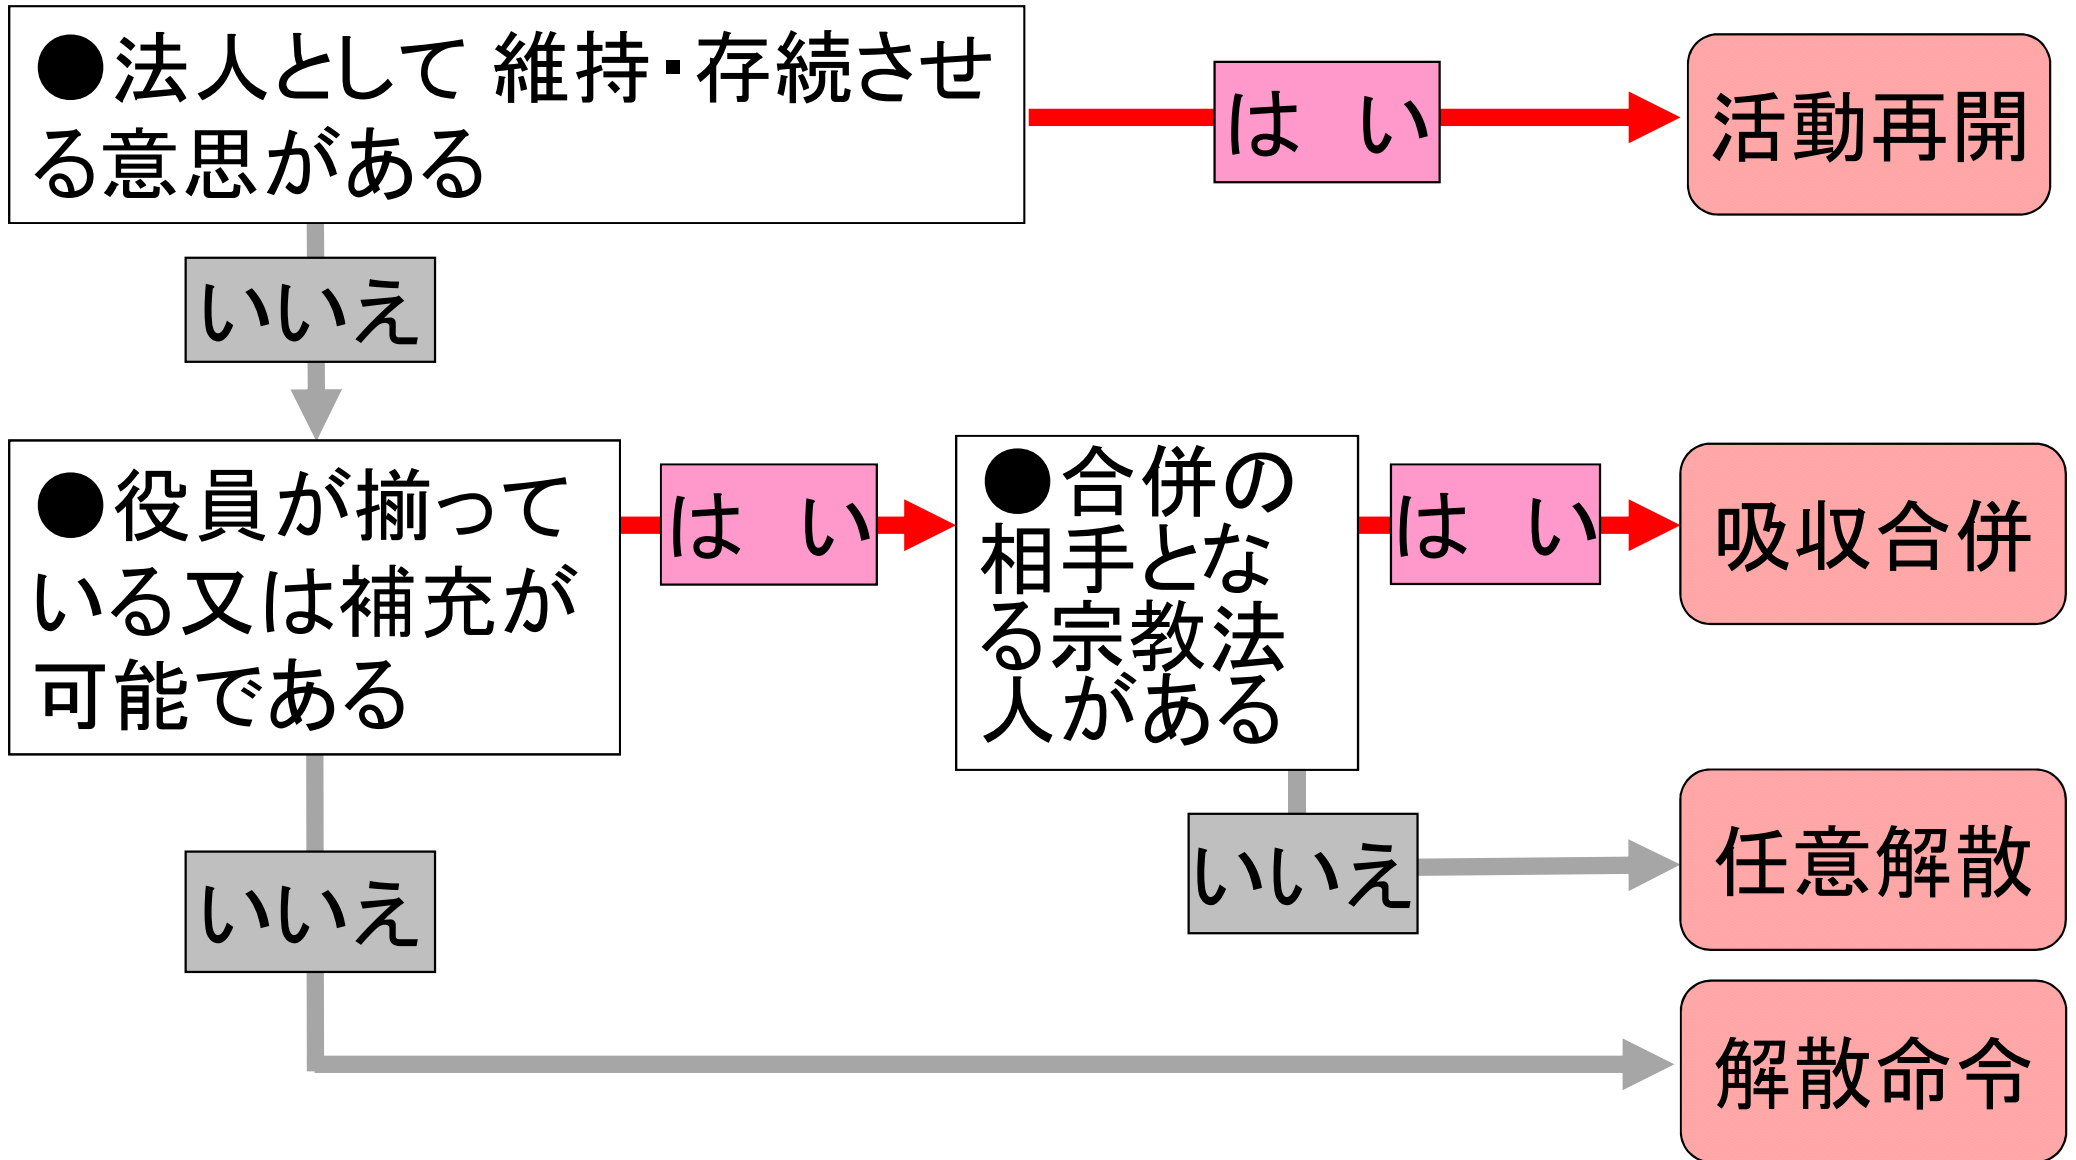 ●法人として 維持・存続させ
る意思がある
は い
活動再開
いいえ
●役員が揃って
いる又は補充が
可能である
は い
●合併の
相手とな
る宗教法
人がある
は い
吸収合併
いいえ
任意解散
いいえ
解散命令